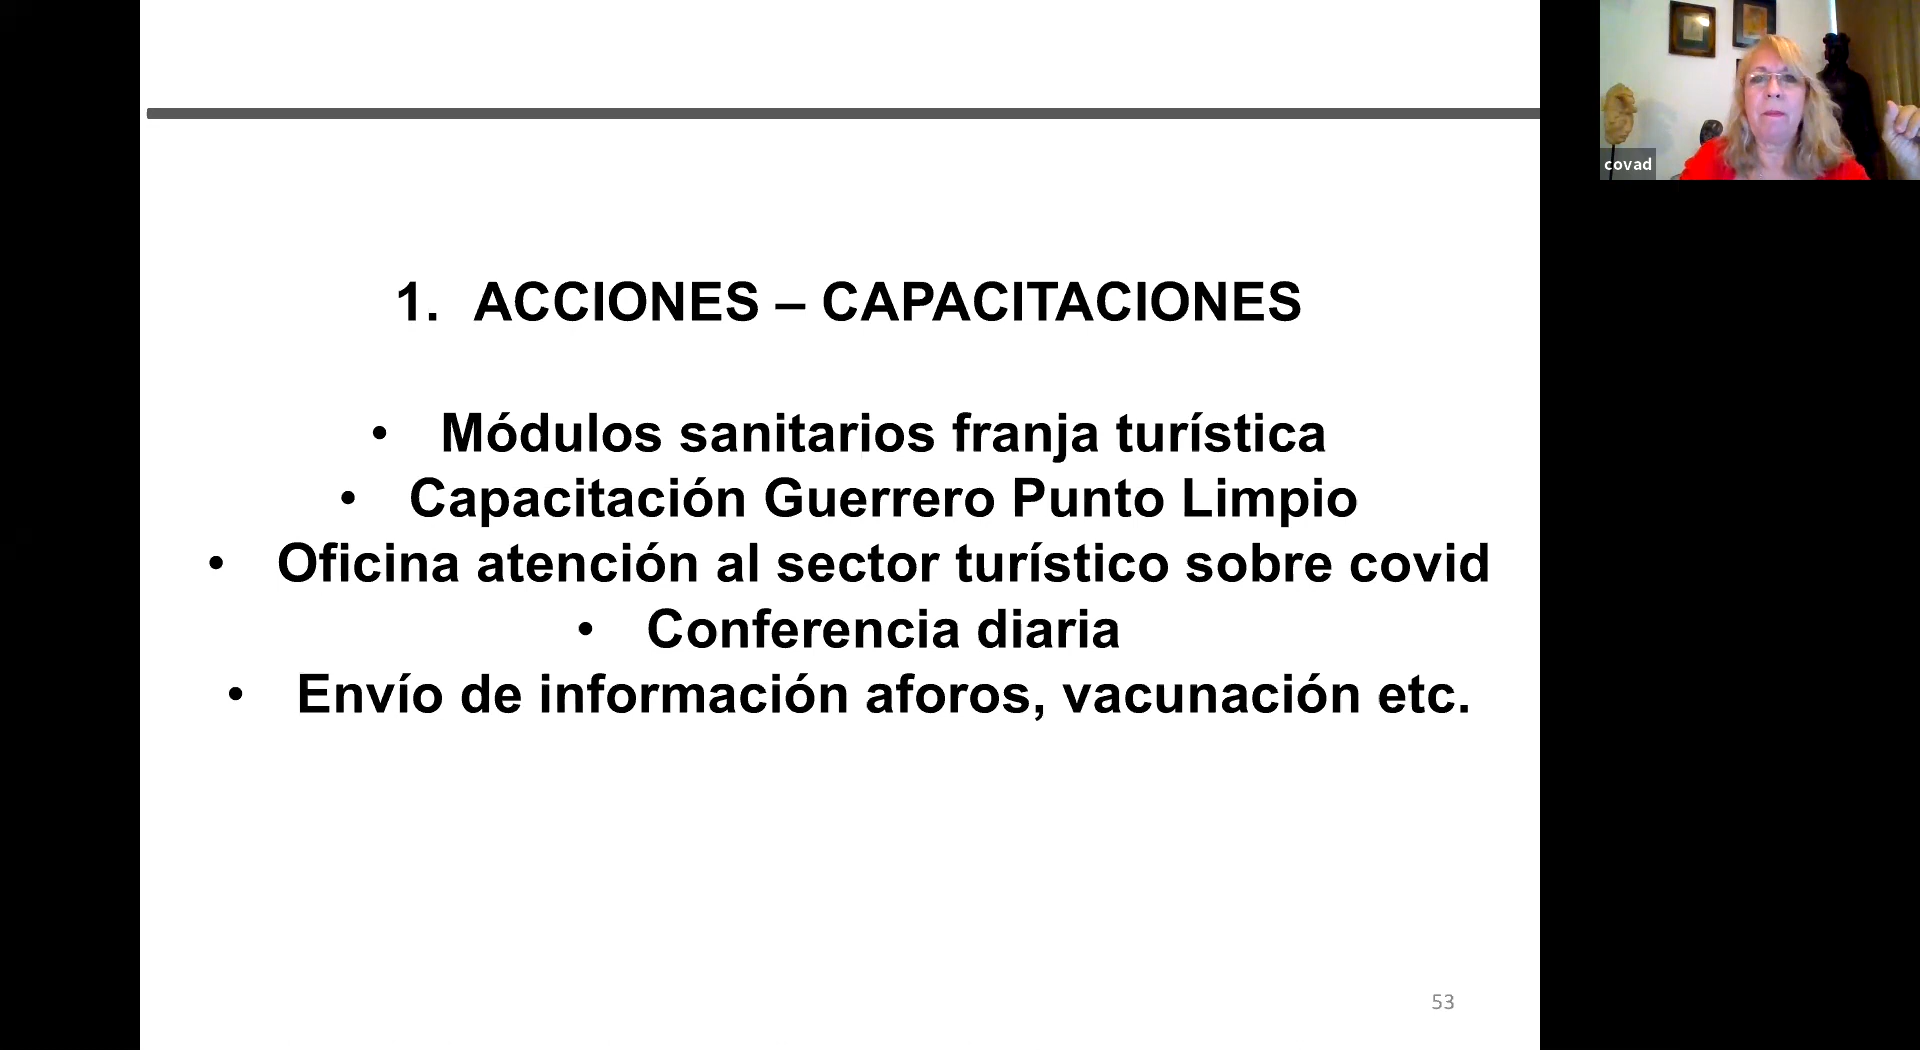 covad
1. ACCIONES – CAPACITACIONES
• Módulos sanitarios franja turística
• Capacitación Guerrero Punto Limpio
• Oficina atención al sector turístico sobre covid
• Conferencia diaria
• Envío de información aforos, vacunación etc.
53